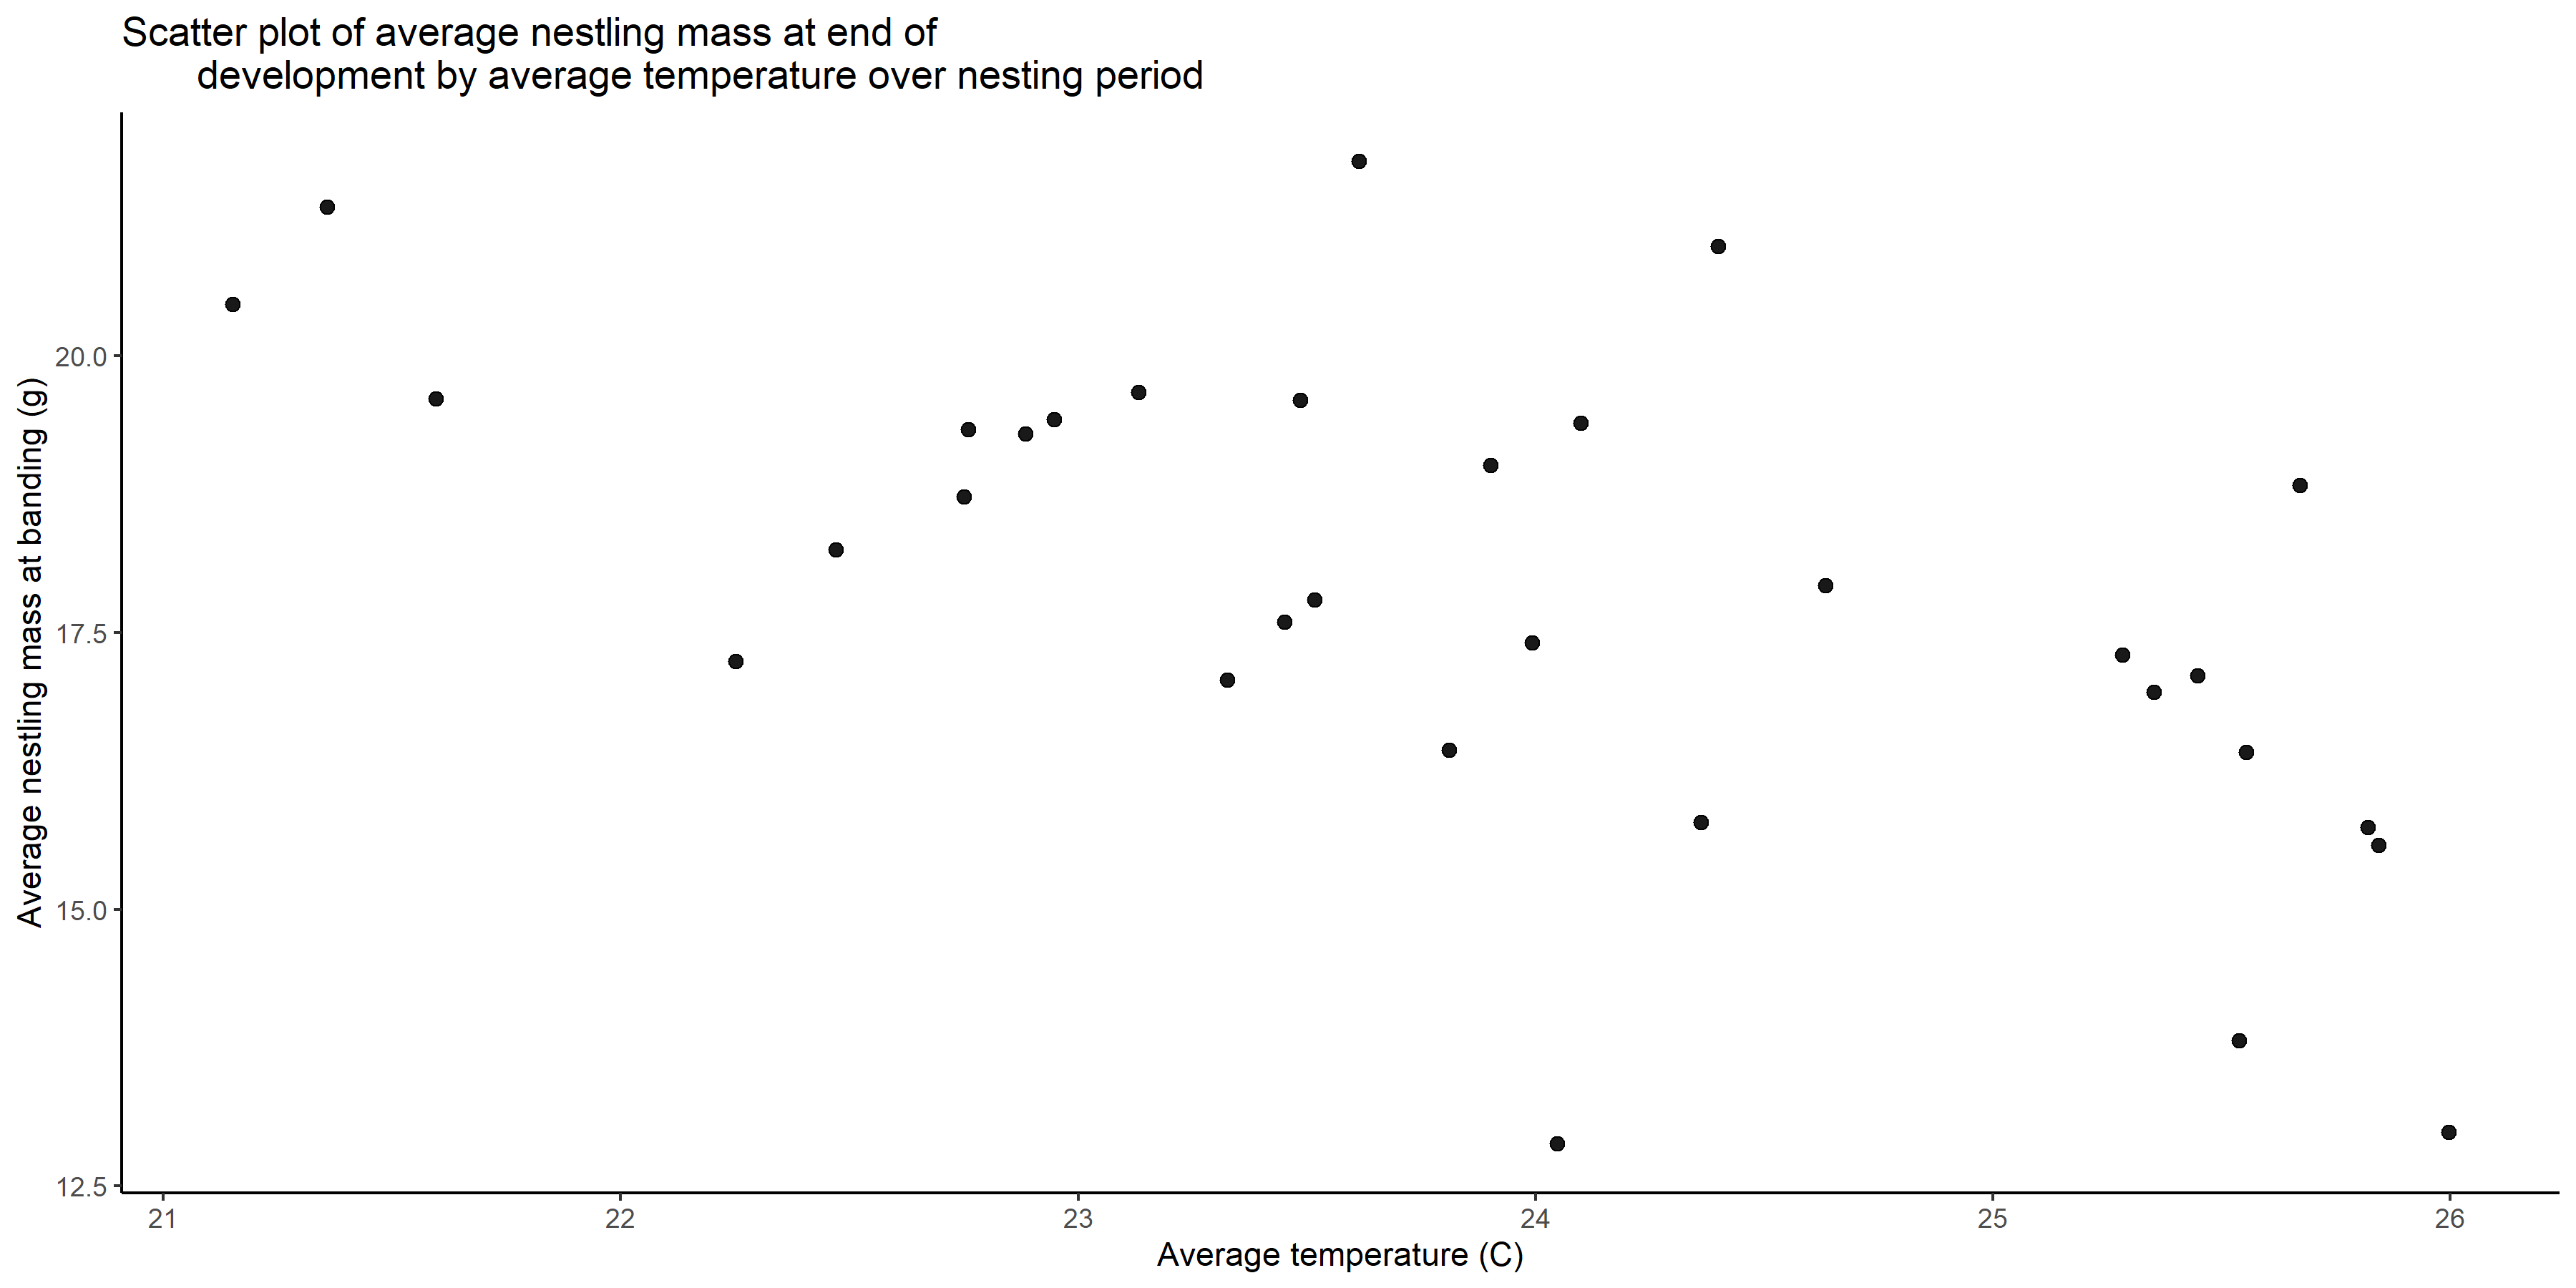 Scatter plot of average nestling mass at end of
development by average temperature over nesting period
Average nestling mass at banding (g)
20.0
17.5
15.0
12.5
21 22 23 24 25 26
Average temperature (C)